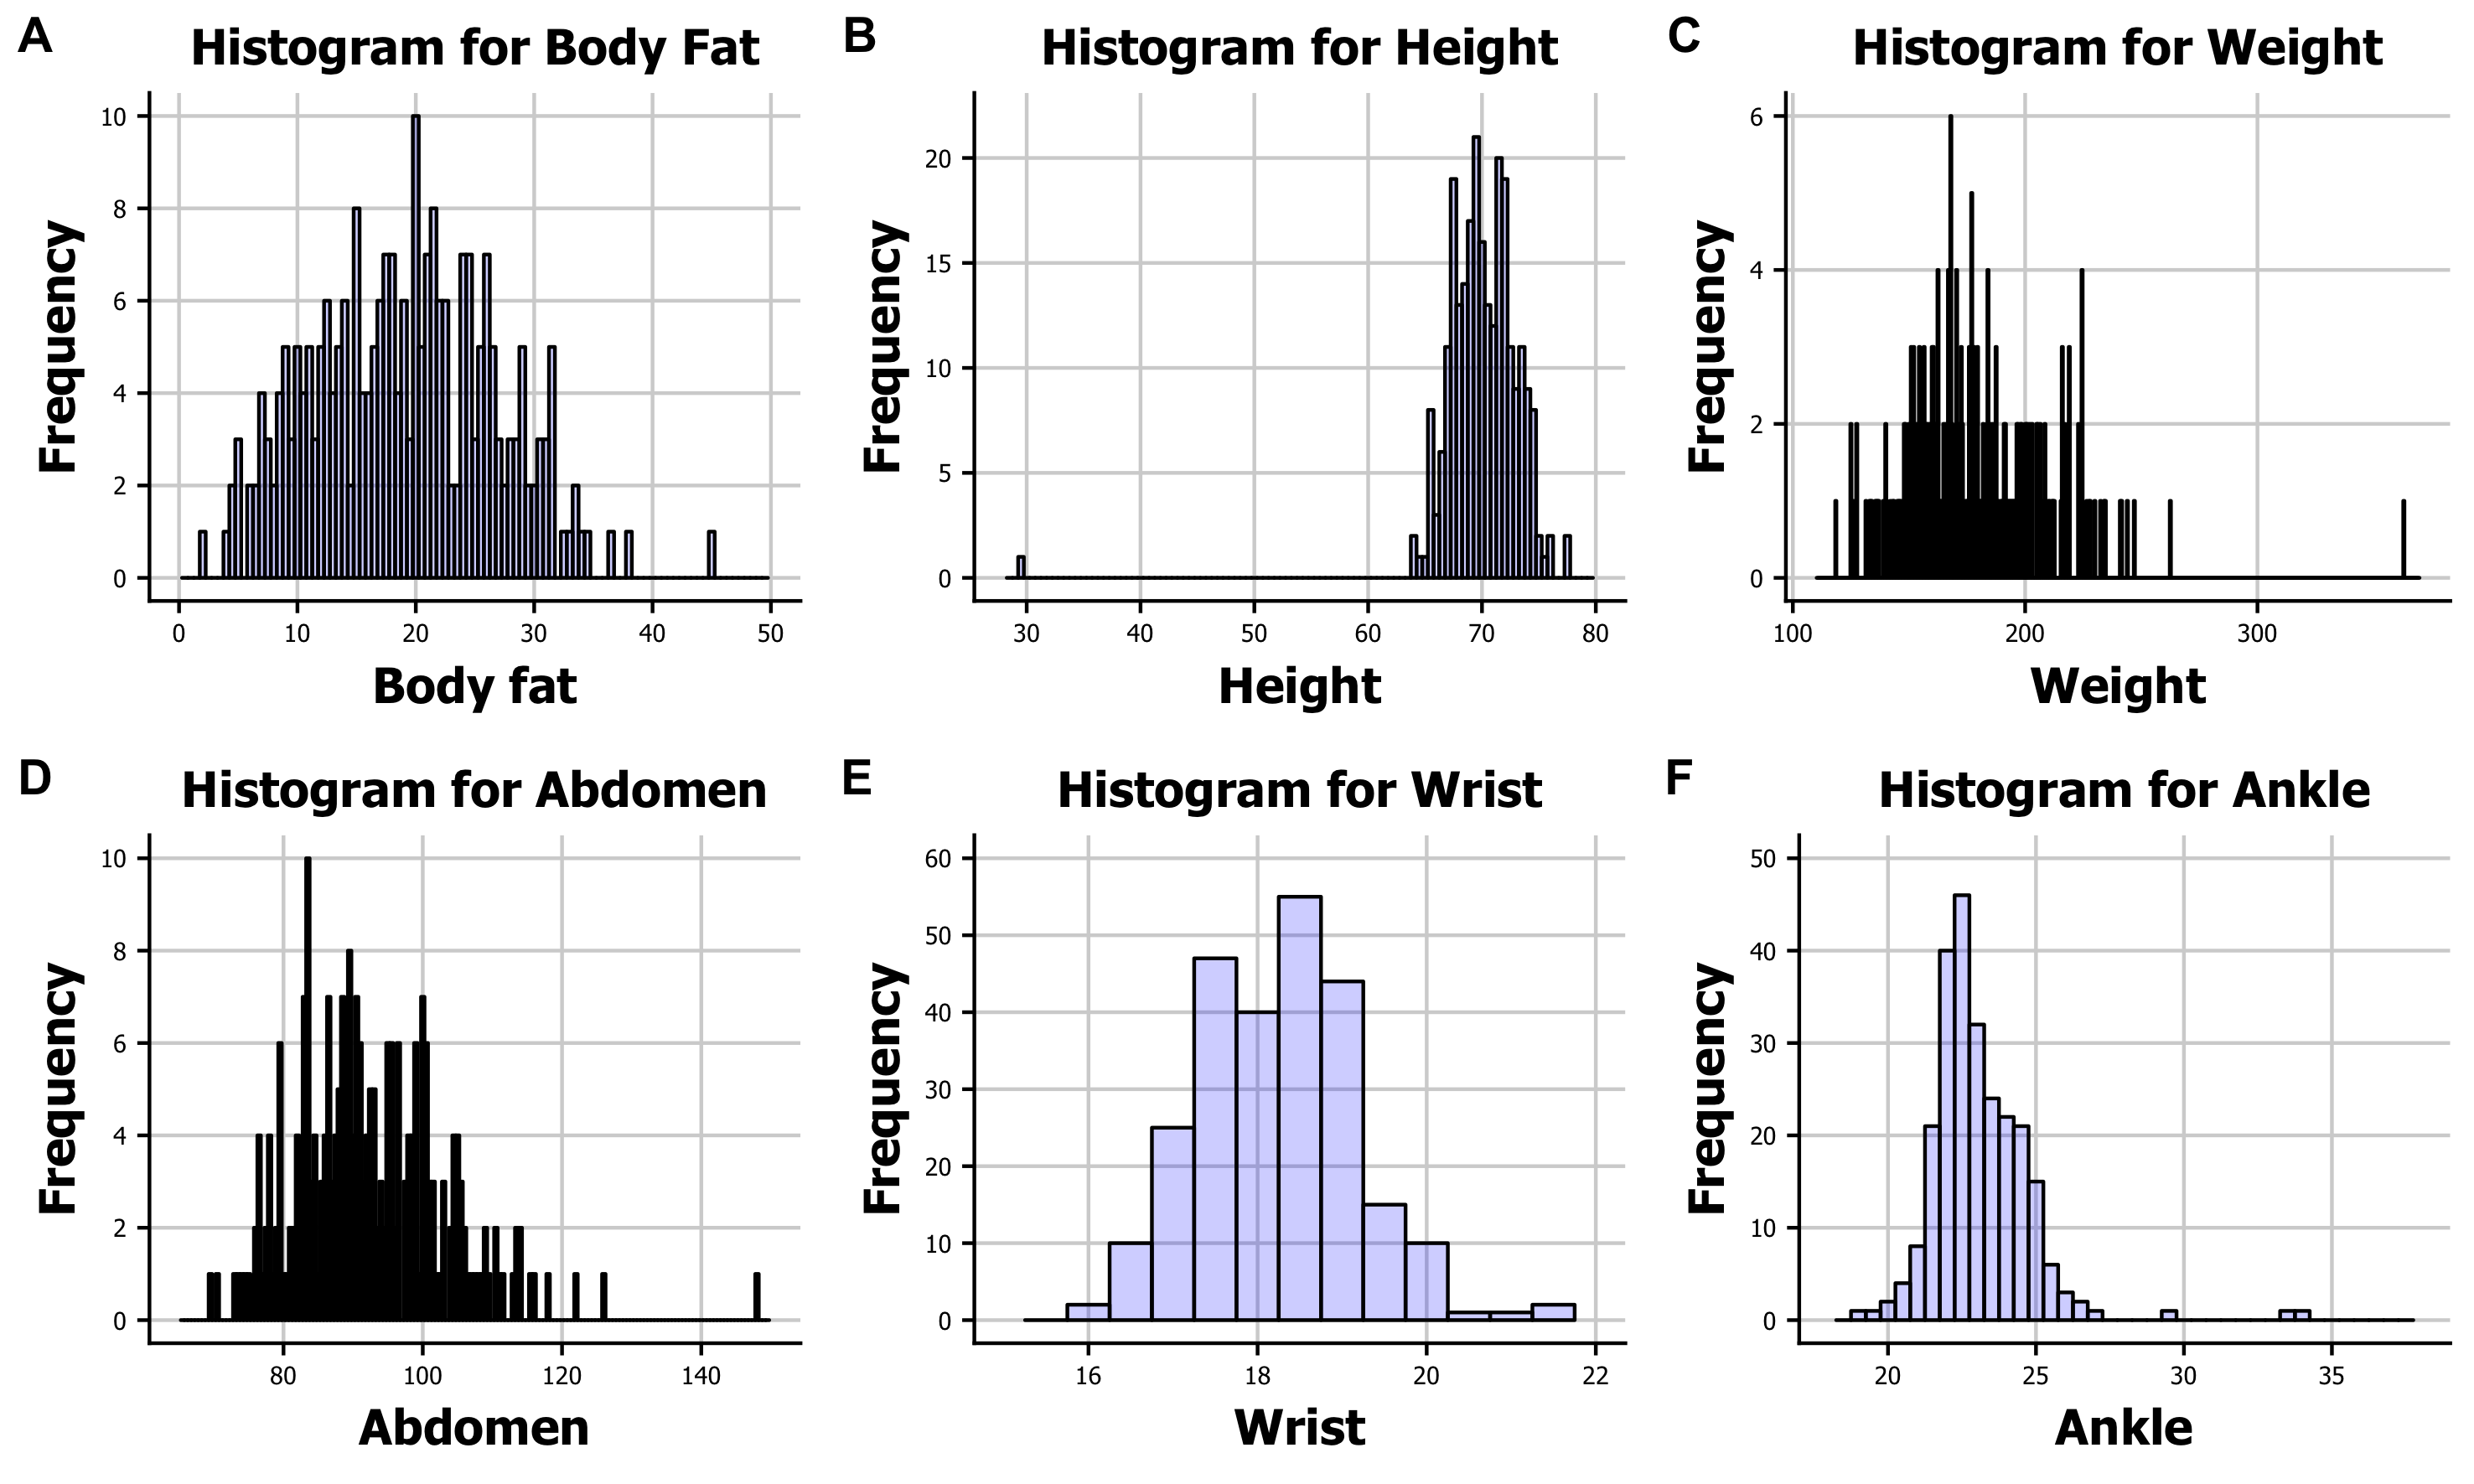 A
Histogram for Body Fat
Frequency
10
8
6
4
2
0
0 10 20 30 40 50
Body fat
B
Histogram for Height
Frequency
20
15
10
5
0
30 40 50 60 70 80
Height
C
Histogram for Weight
Frequency
6
4
2
0
100 200 300
Weight
D
Histogram for Abdomen
Frequency
10
8
6
4
2
0
80 100 120 140
Abdomen
E
Histogram for Wrist
Frequency
60
50
40
30
20
10
0
16 18 20 22
Wrist
F
Histogram for Ankle
Frequency
50
40
30
20
10
0
20 25 30 35
Ankle